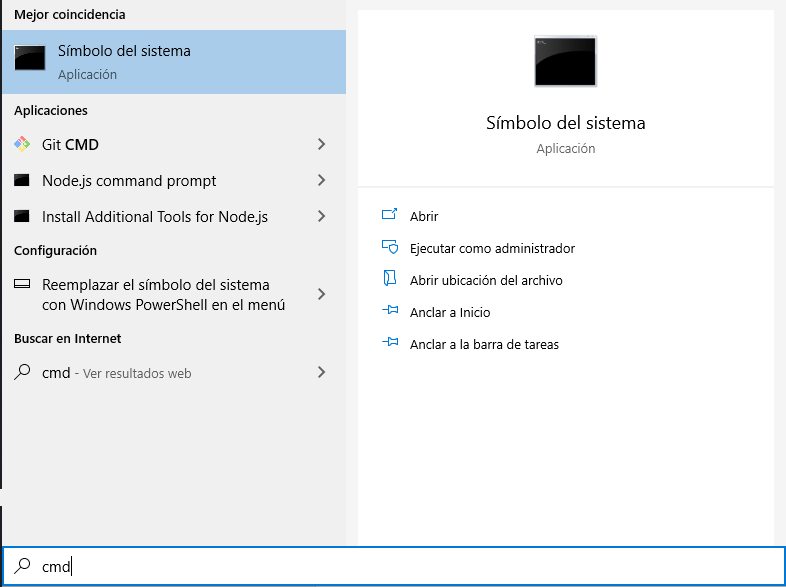 Mejor coincidencia
Símbolo del sistema
Aplicación
Aplicaciones
Git CMD
Node.js command prompt
Install Additional Tools for Node.js
Configuración
Reemplazar el símbolo del sistema
con Windows PowerShell en el menú
Buscar en Internet
cmd - Ver resultados web
Símbolo del sistema
Aplicación
Abrir
Ejecutar como administrador
Abrir ubicación del archivo
Anclar a Inicio
Anclar a la barra de tareas
cmd